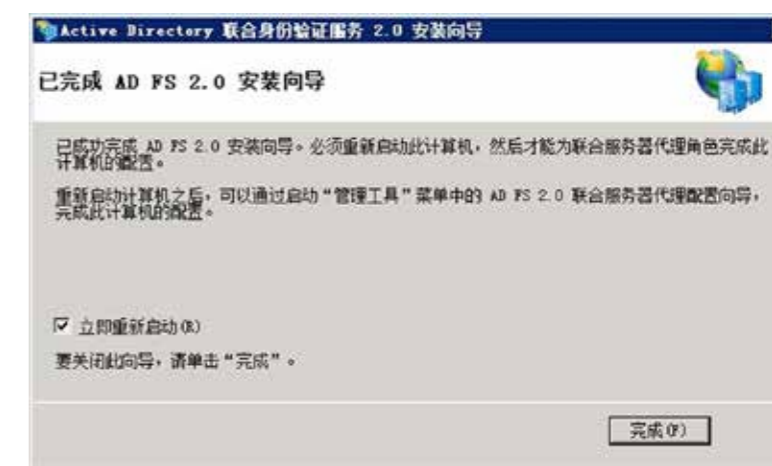 Active Directory 联合身份验证服务 2.0 安装向导
已完成 AD FS 2.0 安装向导
已成功完成 AD FS 2.0 安装向导。必须重新启动此计算机，然后才能为联合服务器代理角色完成此
计算机的配置。
重新启动计算机之后，可以通过启动“管理工具”菜单中的 AD FS 2.0 联合服务器代理配置向导，
完成此计算机的配置。
立即重新启动(R)
要关闭此向导，请单击“完成”。
完成(F)